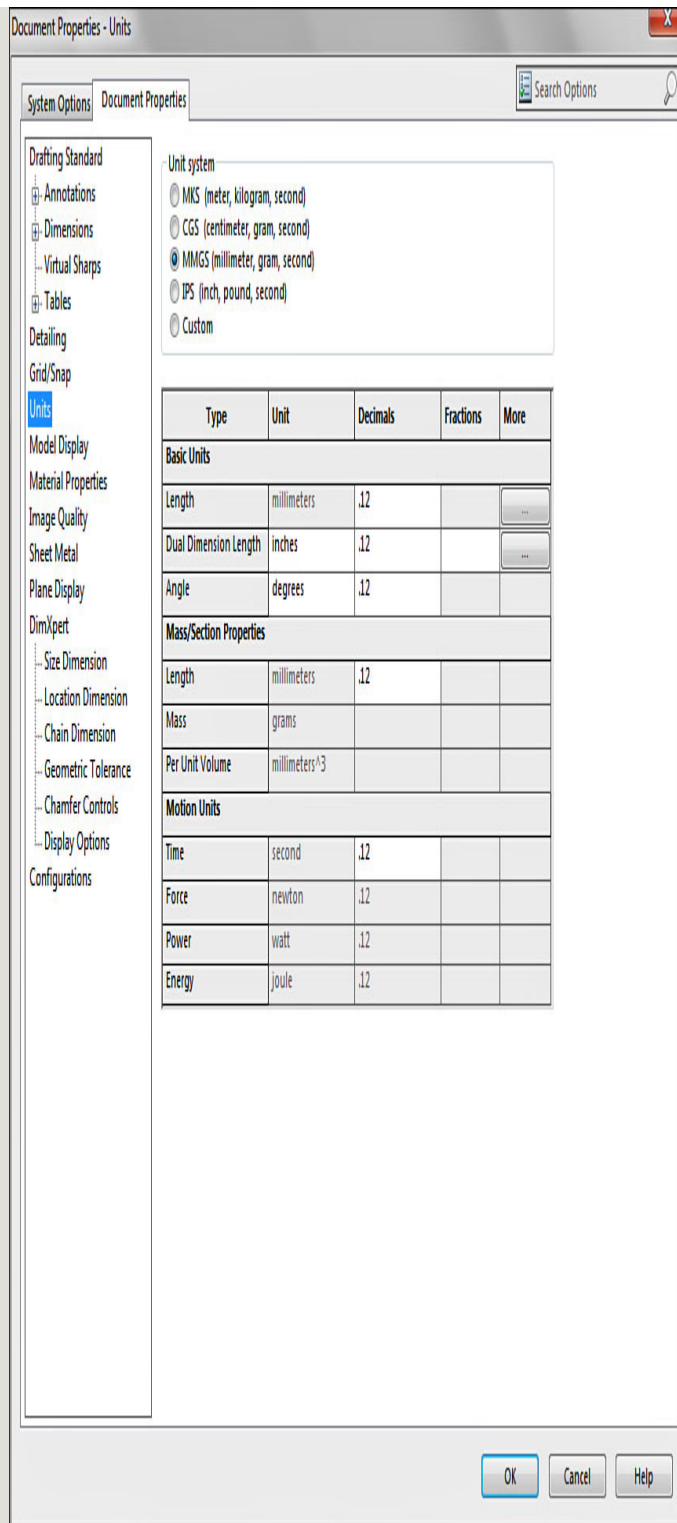 Document Properties - Units
X
System Options
Document Properties
Search Options
Drafting Standard
Annotations
Dimensions
Virtual Sharps
Tables
Detailing
Grid/Snap
Units
Model Display
Material Properties
Image Quality
Sheet Metal
Plane Display
DimXpert
Size Dimension
Location Dimension
Chain Dimension
Geometric Tolerance
Chamfer Controls
Display Options
Configurations
Unit system
MKS (meter, kilogram, second)
CGS (centimeter, gram, second)
MMGS (millimeter, gram, second)
IPS (inch, pound, second)
Custom
Type Unit Decimals Fractions More
Basic Units
Length millimeters .12 ...
Dual Dimension Length inches .12 ...
Angle degrees .12
Mass/Section Properties
Length millimeters .12
Mass grams
Per Unit Volume millimeters^3
Motion Units
Time second .12
Force newton .12
Power watt .12
Energy joule .12
OK Cancel Help